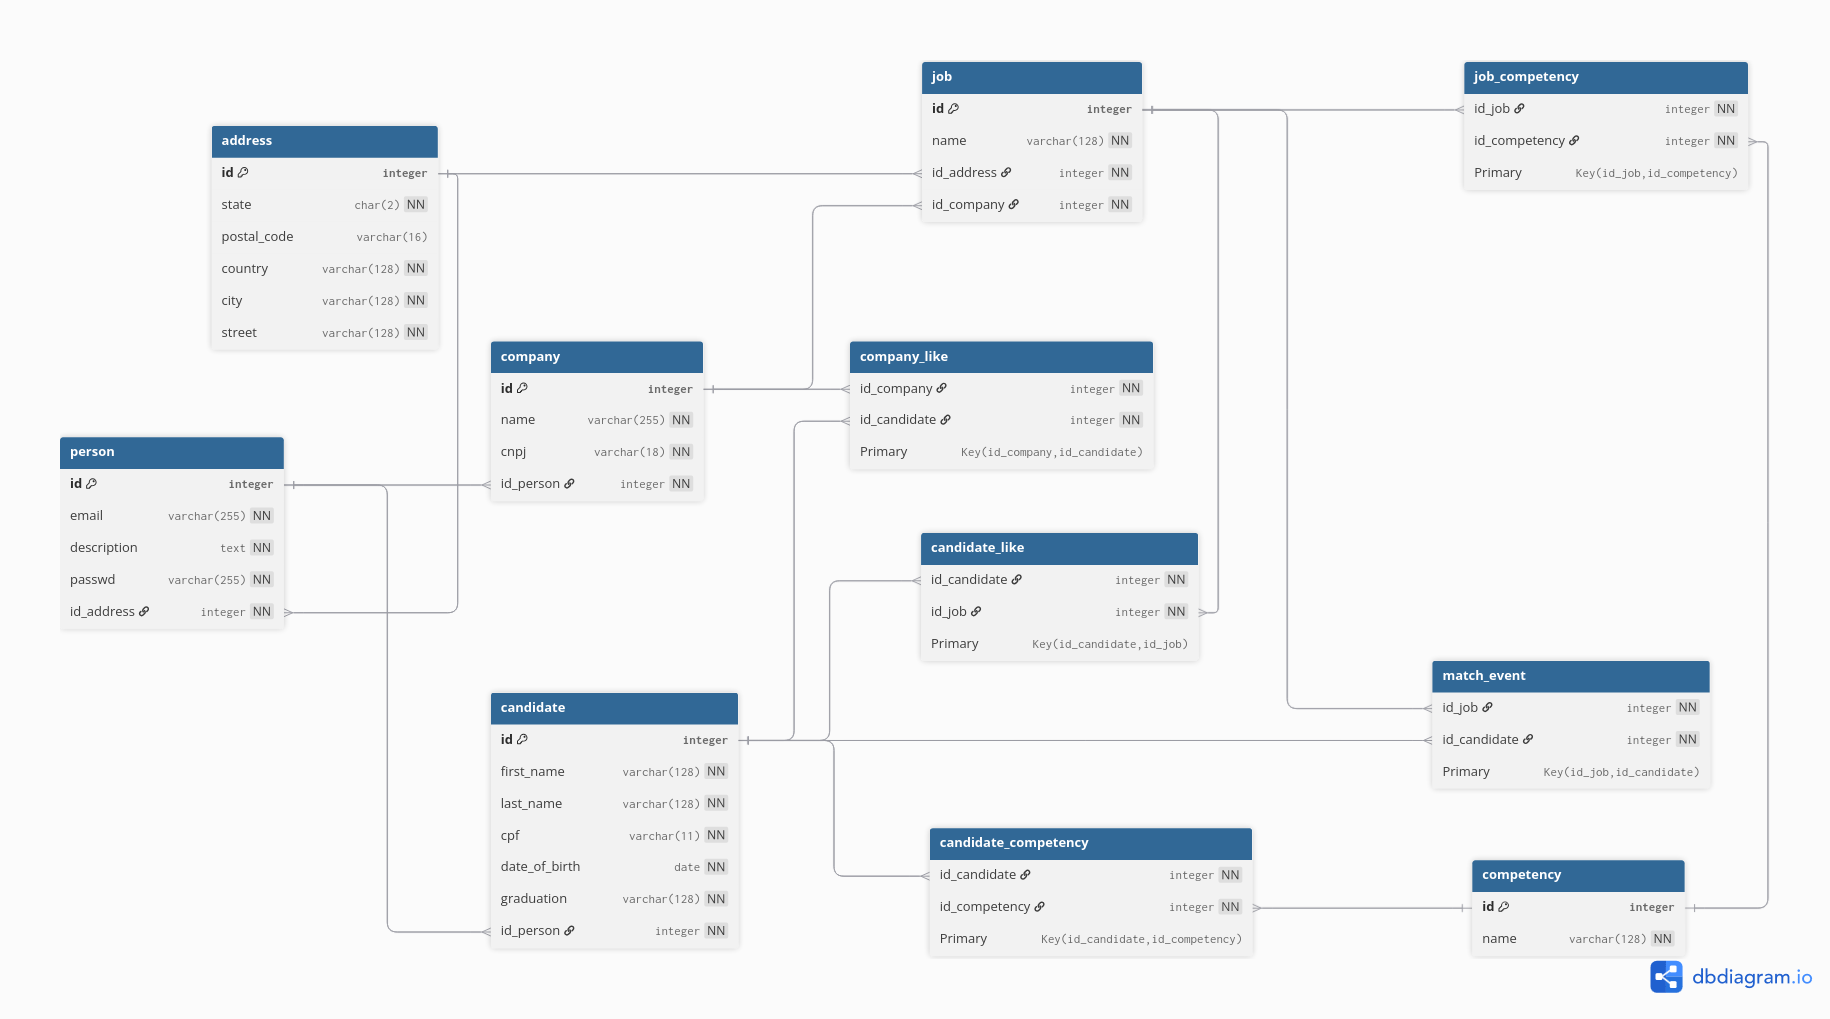 job
id integer
name varchar(128) NN
id_address integer NN
id_company integer NN
job_competency
id_job integer NN
id_competency integer NN
Primary Key(id_job,id_competency)
address
id integer
state char(2) NN
postal_code varchar(16)
country varchar(128) NN
city varchar(128) NN
street varchar(128) NN
company
id integer
name varchar(255) NN
cnpj varchar(18) NN
id_person integer NN
company_like
id_company integer NN
id_candidate integer NN
Primary Key(id_company,id_candidate)
person
id integer
email varchar(255) NN
description text NN
passwd varchar(255) NN
id_address integer NN
candidate_like
id_candidate integer NN
id_job integer NN
Primary Key(id_candidate,id_job)
match_event
id_job integer NN
id_candidate integer NN
Primary Key(id_job,id_candidate)
candidate
id integer
first_name varchar(128) NN
last_name varchar(128) NN
cpf varchar(11) NN
date_of_birth date NN
graduation varchar(128) NN
id_person integer NN
candidate_competency
id_candidate integer NN
id_competency integer NN
Primary Key(id_candidate,id_competency)
competency
id integer
name varchar(128) NN
dbdiagram.io